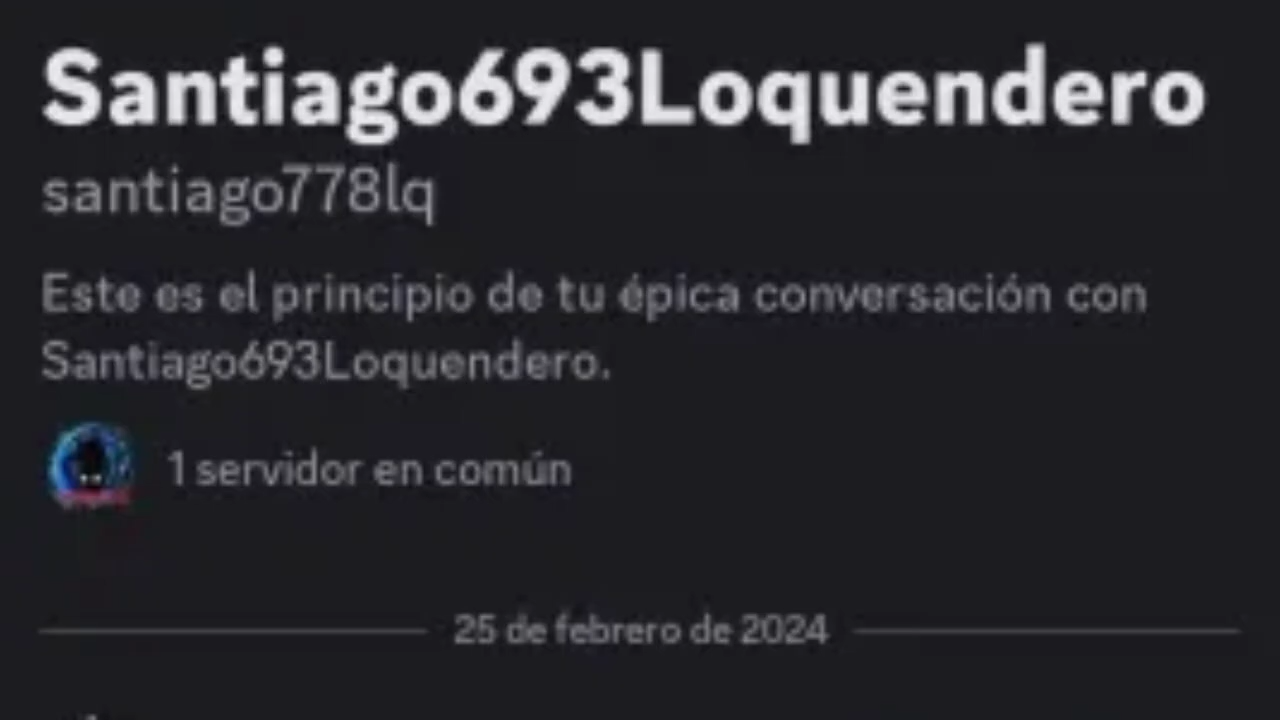 Santiago693Loquendero
santiago778lq
Este es el principio de tu épica conversación con
Santiago693Loquendero.
1 servidor en común
25 de febrero de 2024